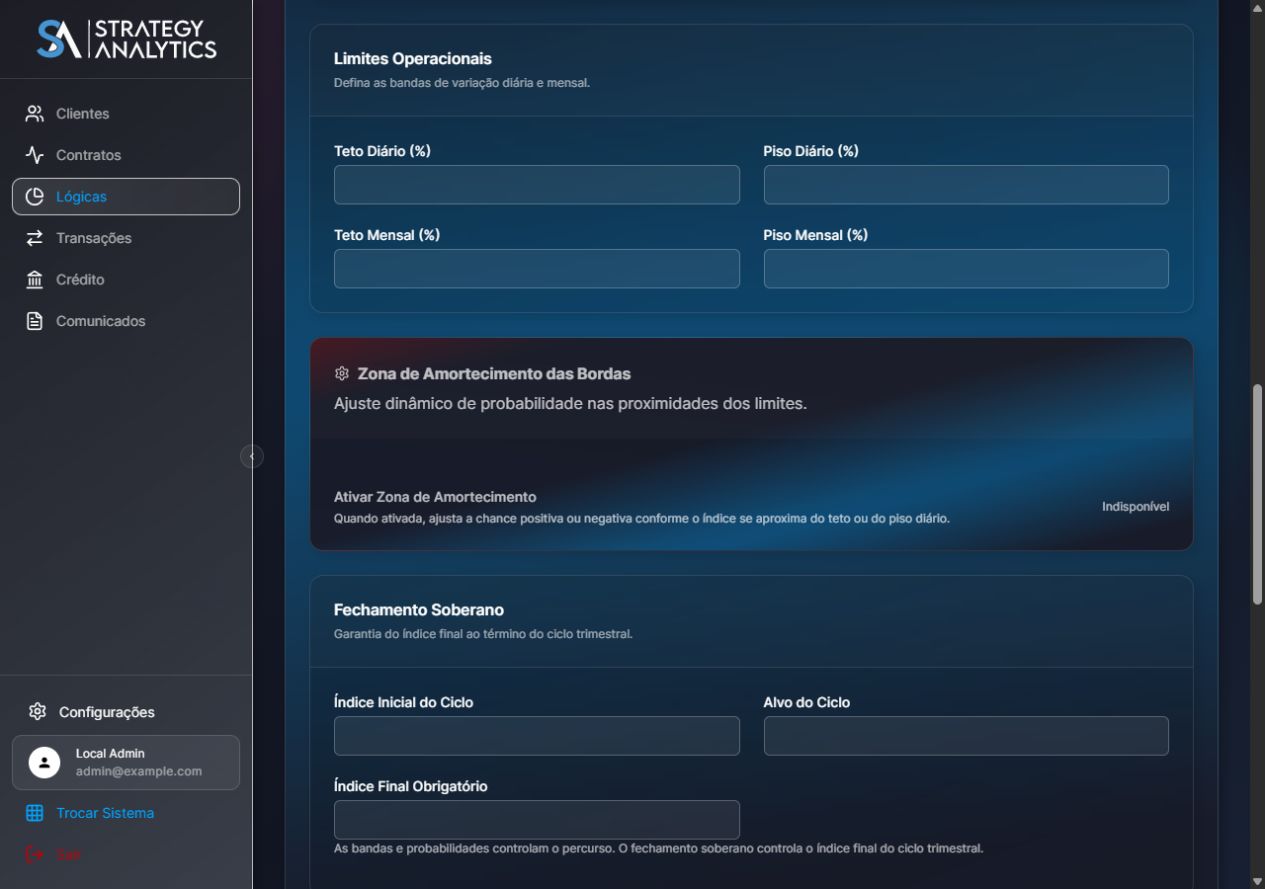 STRATEGY
ANALYTICS
Clientes
Contratos
Lógicas
Transações
Crédito
Comunicados
Configurações
Local Admin
admin@example.com
Trocar Sistema
Sair
Limites Operacionais
Defina as bandas de variação diária e mensal.
Teto Diário (%)
Piso Diário (%)
Teto Mensal (%)
Piso Mensal (%)
Zona de Amortecimento das Bordas
Ajuste dinâmico de probabilidade nas proximidades dos limites.
Ativar Zona de Amortecimento
Quando ativada, ajusta a chance positiva ou negativa conforme o índice se aproxima do teto ou do piso diário.
Indisponível
Fechamento Soberano
Garantia do índice final ao término do ciclo trimestral.
Índice Inicial do Ciclo
Alvo do Ciclo
Índice Final Obrigatório
As bandas e probabilidades controlam o percurso. O fechamento soberano controla o índice final do ciclo trimestral.